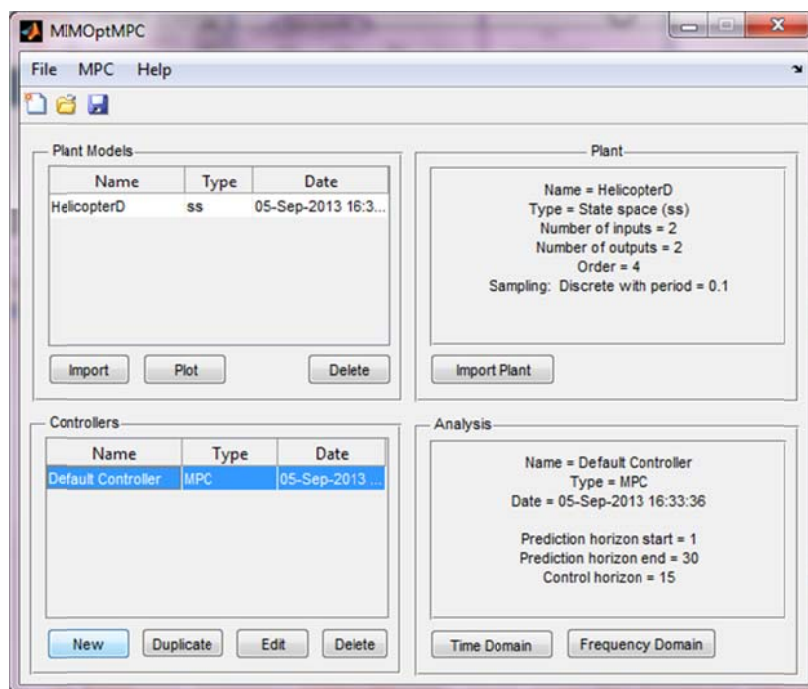 MIMOptMPC
File MPC Help
Plant Models
Name Type Date
HelicopterD ss 05-Sep-2013 16:3...
Import Plot Delete
Plant
Name = HelicopterD
Type = State space (ss)
Number of inputs = 2
Number of outputs = 2
Order = 4
Sampling: Discrete with period = 0.1
Import Plant
Controllers
Name Type Date
Default Controller MPC 05-Sep-2013 ...
New Duplicate Edit Delete
Analysis
Name = Default Controller
Type = MPC
Date = 05-Sep-2013 16:33:36
Prediction horizon start = 1
Prediction horizon end = 30
Control horizon = 15
Time Domain Frequency Domain